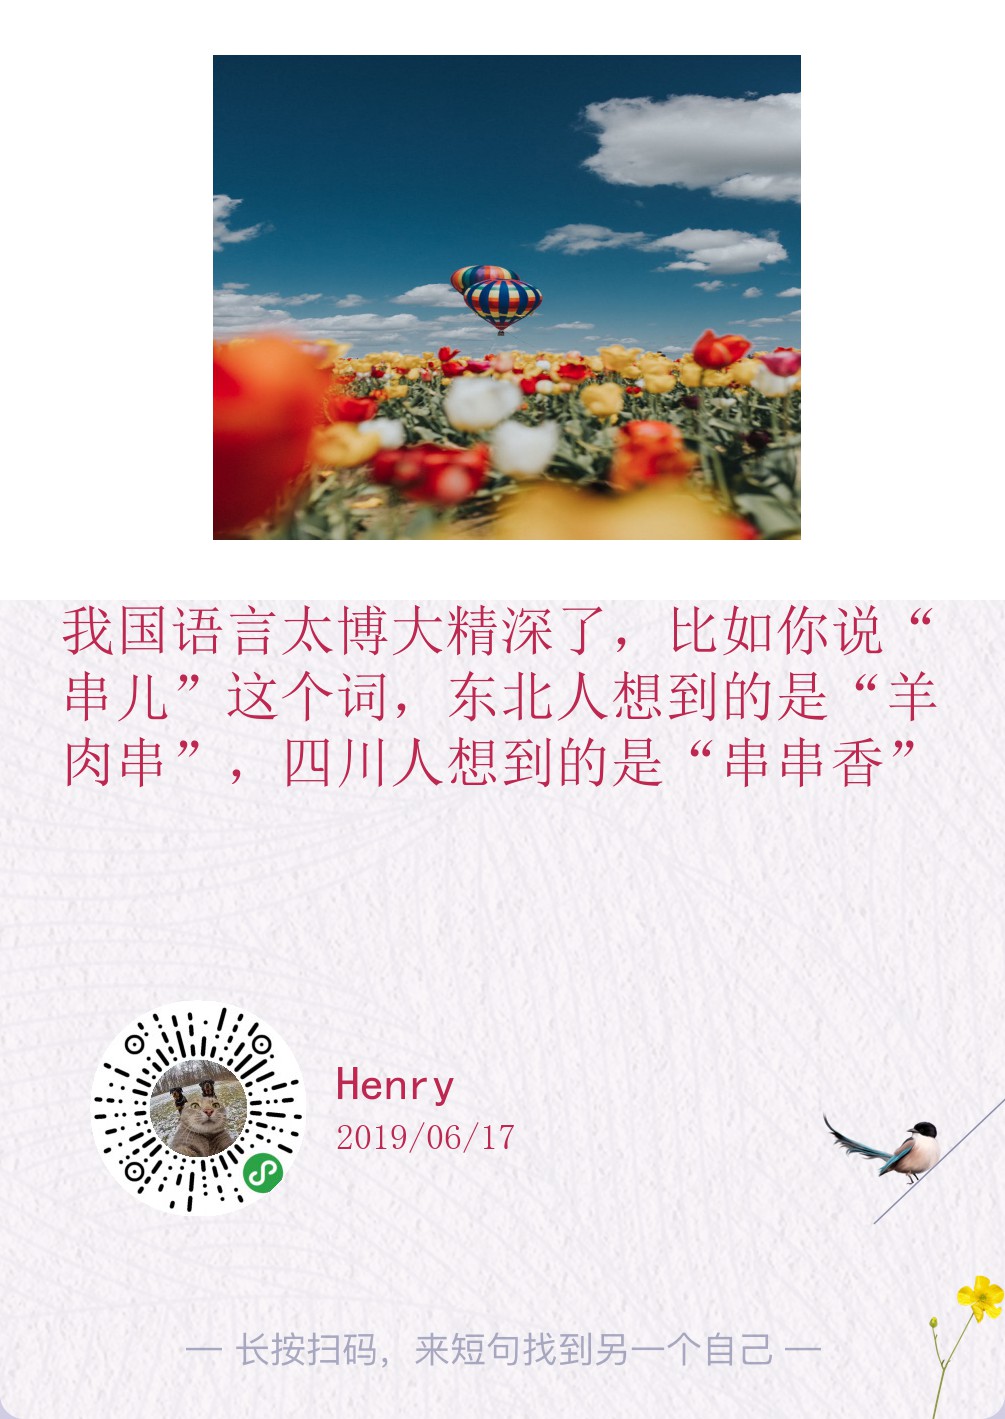 我国语言太博大精深了，比如你说“
串儿”这个词，东北人想到的是“羊
肉串”，四川人想到的是“串串香”
Henry
2019/06/17
— 长按扫码，来短句找到另一个自己 —